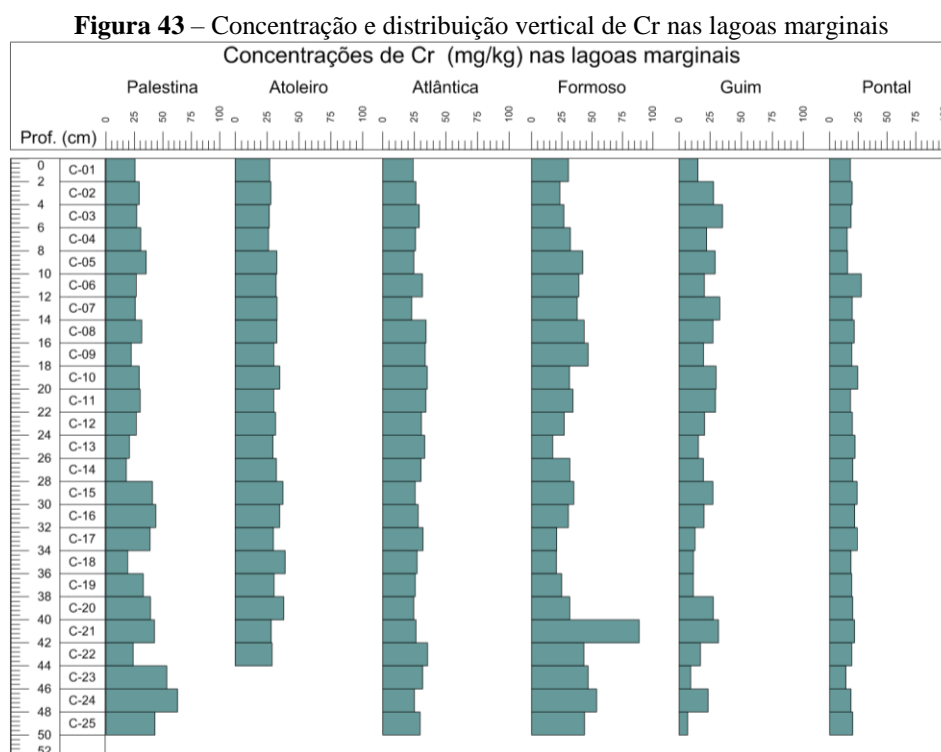 Figura 43 – Concentração e distribuição vertical de Cr nas lagoas marginais
Concentrações de Cr (mg/kg) nas lagoas marginais
Palestina Atoleiro Atlântica Formoso Guim Pontal
Prof. (cm) 0 25 50 75 100 0 25 50 75 100 0 25 50 75 100 0 25 50 75 100 0 25 50 75 100 0 25 50 75 100
0 C-01
2 C-02
4 C-03
6 C-04
8 C-05
10 C-06
12 C-07
14 C-08
16 C-09
18 C-10
20 C-11
22 C-12
24 C-13
26 C-14
28 C-15
30 C-16
32 C-17
34 C-18
36 C-19
38 C-20
40 C-21
42 C-22
44 C-23
46 C-24
48 C-25
50
52